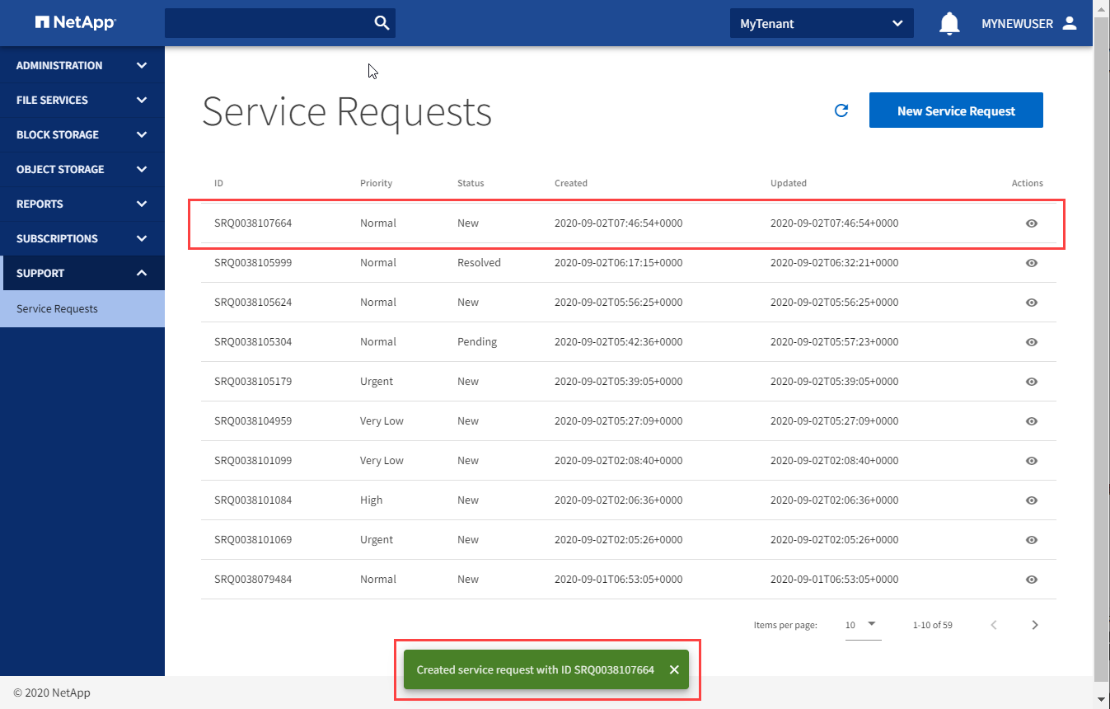 NetApp
MyTenant
MYNEWUSER
ADMINISTRATION
FILE SERVICES
BLOCK STORAGE
OBJECT STORAGE
REPORTS
SUBSCRIPTIONS
SUPPORT
Service Requests
Service Requests
New Service Request
ID Priority Status Created Updated Actions
SRQ0038107664 Normal New 2020-09-02T07:46:54+0000 2020-09-02T07:46:54+0000
SRQ0038105999 Normal Resolved 2020-09-02T06:17:15+0000 2020-09-02T06:32:21+0000
SRQ0038105624 Normal New 2020-09-02T05:56:25+0000 2020-09-02T05:56:25+0000
SRQ0038105304 Normal Pending 2020-09-02T05:42:36+0000 2020-09-02T05:57:23+0000
SRQ0038105179 Urgent New 2020-09-02T05:39:05+0000 2020-09-02T05:39:05+0000
SRQ0038104959 Very Low New 2020-09-02T05:27:09+0000 2020-09-02T05:27:09+0000
SRQ0038101099 Very Low New 2020-09-02T02:08:40+0000 2020-09-02T02:08:40+0000
SRQ0038101084 High New 2020-09-02T02:06:36+0000 2020-09-02T02:06:36+0000
SRQ0038101069 Urgent New 2020-09-02T02:05:26+0000 2020-09-02T02:05:26+0000
SRQ0038079484 Normal New 2020-09-01T06:53:05+0000 2020-09-01T06:53:05+0000
Items per page: 10 1-10 of 59
Created service request with ID SRQ0038107664
© 2020 NetApp